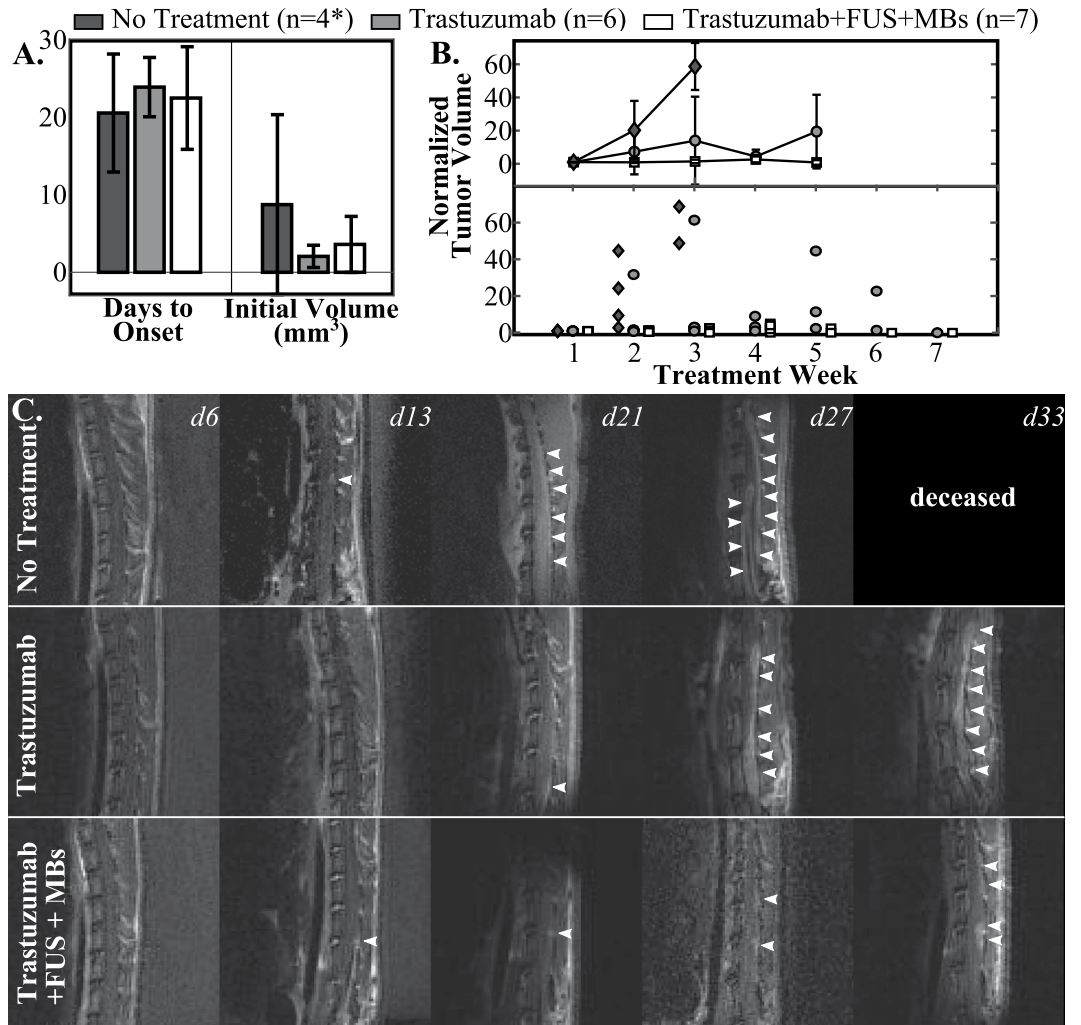 No Treatment (n=4*) Trastuzumab (n=6) Trastuzumab+FUS+MBs (n=7)
A.
30
20
10
0
Days to
Onset
Initial Volume
(mm³)
B.
Normalized
Tumor Volume
60
40
20
0
60
40
20
0
1 2 3 4 5 6 7
Treatment Week
C.
d6 d13 d21 d27 d33
No Treatment
deceased
Trastuzumab
Trastuzumab
+FUS + MBs